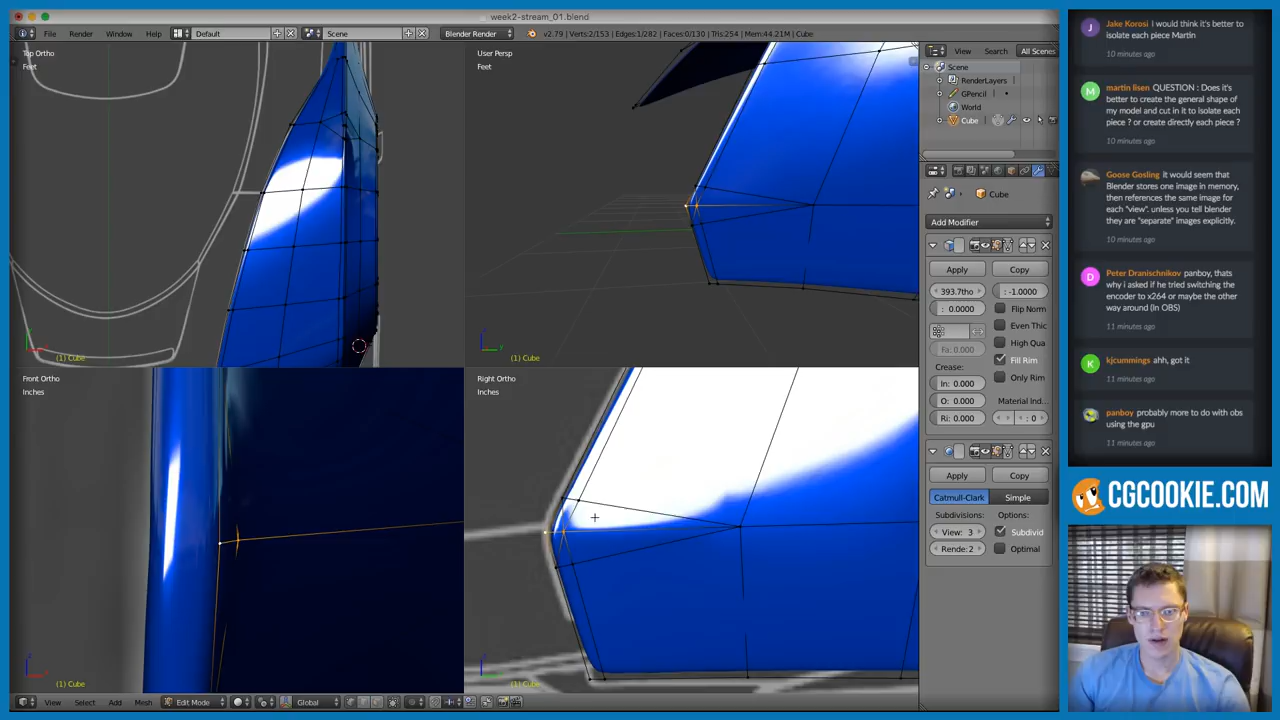 week2-stream_01.blend
File Render Window Help Default Scene Blender Render v2.79 | Verts:2/153 | Edges:1/282 | Faces:0/130 | Tris:254 | Mem:44.21M | Cube
Top Ortho
Feet
(1) Cube
User Persp
Feet
(1) Cube
Front Ortho
Inches
(1) Cube
Right Ortho
Inches
(1) Cube
View Select Add Mesh Edit Mode Global
View Search All Scenes
Scene
RenderLayers
GPencil
World
Cube
Cube
Add Modifier
Apply Copy
393.7tho : -1.0000
: 0.0000 Flip Norm
Even Thic
High Qua
Fa: 0.000 Fill Rim
Crease: Only Rim
In: 0.000 Material Ind...
O: 0.000 : 0
Ri: 0.000
Apply Copy
Catmull-Clark Simple
Subdivisions: Options:
View: 3 Subdivid
Rende: 2 Optimal
Jake Korosi I would think it's better to
isolate each piece Martin
10 minutes ago
martin lisen QUESTION : Does it's
better to create the general shape of
my model and cut in it to isolate each
piece ? or create directly each piece ?
10 minutes ago
Goose Gosling it would seem that
Blender stores one image in memory,
then references the same image for
each "view". unless you tell blender
they are "separate" images explicitly.
10 minutes ago
Peter Dranischnikov panboy, thats
why i asked if he tried switching the
encoder to x264 or maybe the other
way around (in OBS)
11 minutes ago
kjcummings ahh, got it
11 minutes ago
panboy probably more to do with obs
using the gpu
11 minutes ago
CGCOOKIE.COM